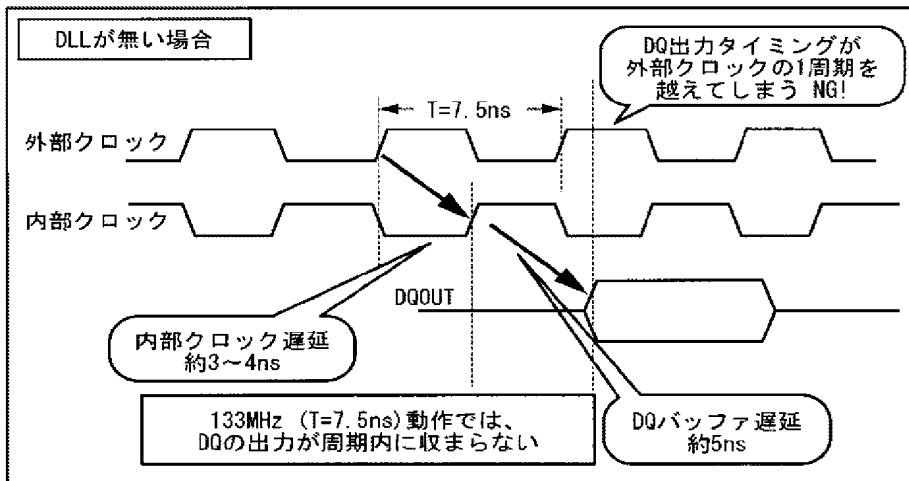 DLLが無い場合
DQ出力タイミングが
外部クロックの1周期を
越えてしまう NG!
T=7.5ns
外部クロック
内部クロック
DQOUT
内部クロック遅延
約3~4ns
133MHz (T=7.5ns)動作では、
DQの出力が周期内に収まらない
DQバッファ遅延
約5ns